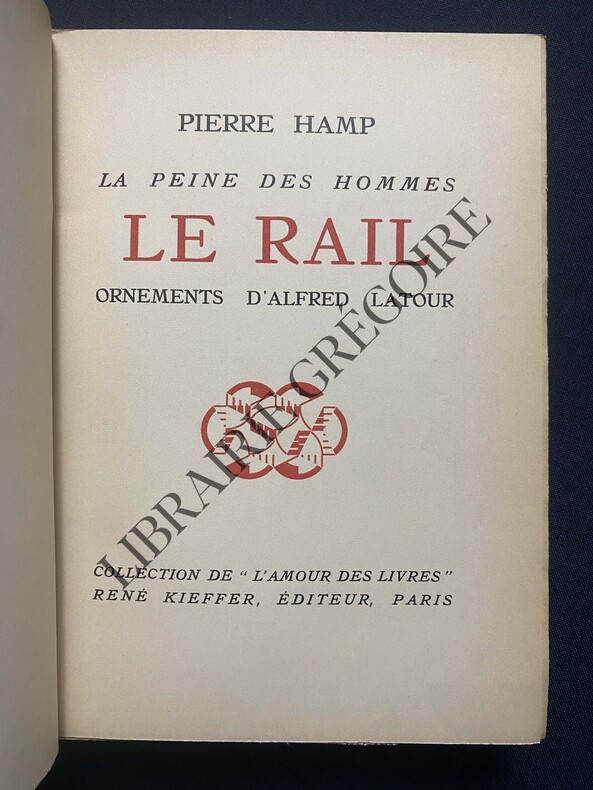 PIERRE HAMP
LA PEINE DES HOMMES
LE RAIL
ORNEMENTS D'ALFRED LATOUR
LIBRAIRIE GRÉGOIRE
COLLECTION DE "L'AMOUR DES LIVRES"
RENÉ KIEFFER, ÉDITEUR, PARIS